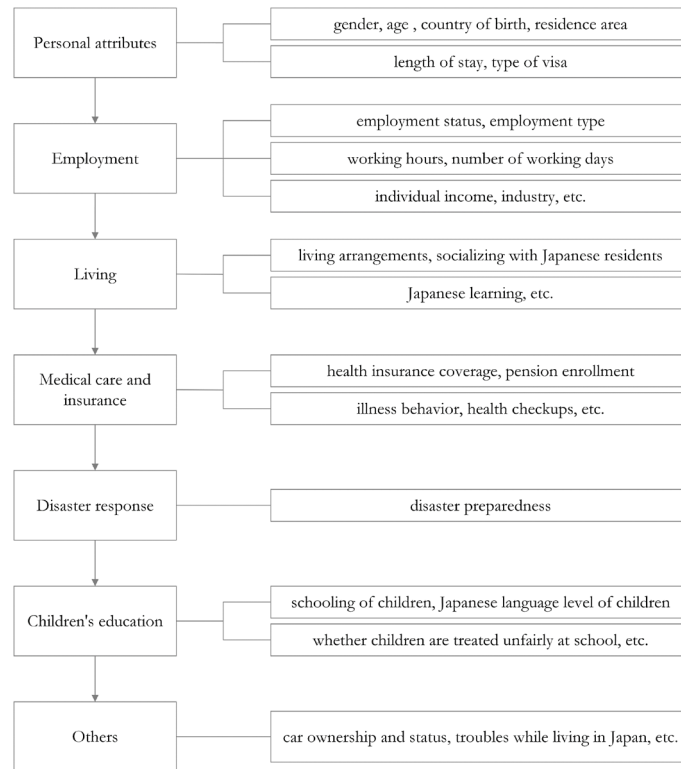 Personal attributes
gender, age , country of birth, residence area
length of stay, type of visa
Employment
employment status, employment type
working hours, number of working days
individual income, industry, etc.
Living
living arrangements, socializing with Japanese residents
Japanese learning, etc.
Medical care and
insurance
health insurance coverage, pension enrollment
illness behavior, health checkups, etc.
Disaster response
disaster preparedness
Children's education
schooling of children, Japanese language level of children
whether children are treated unfairly at school, etc.
Others
car ownership and status, troubles while living in Japan, etc.